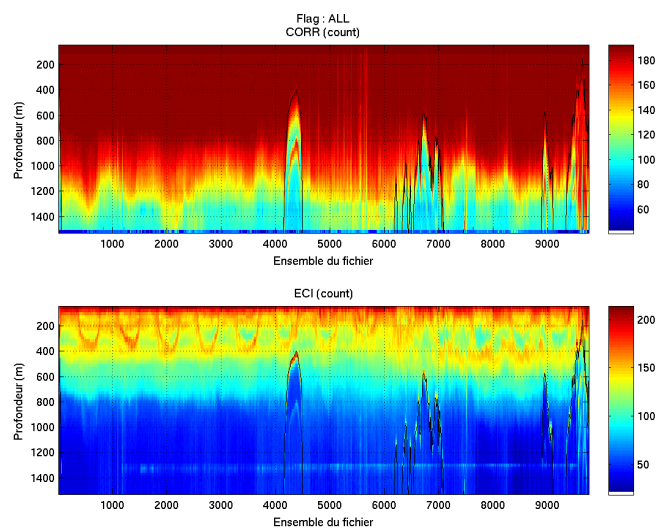 Flag : ALL
CORR (count)
200
400
600
800
1000
1200
1400
Profondeur (m)
1000 2000 3000 4000 5000 6000 7000 8000 9000
Ensemble du fichier
180
160
140
120
100
80
60
ECI (count)
200
400
600
800
1000
1200
1400
Profondeur (m)
1000 2000 3000 4000 5000 6000 7000 8000 9000
Ensemble du fichier
200
150
100
50